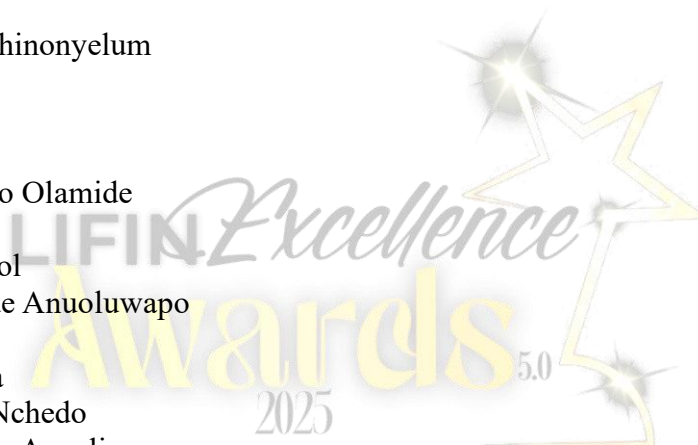 hinonyelum
o Olamide
LIFIN Excellence
ol
e Anuoluwapo
Awards 5.0
a
Nchedo
2025